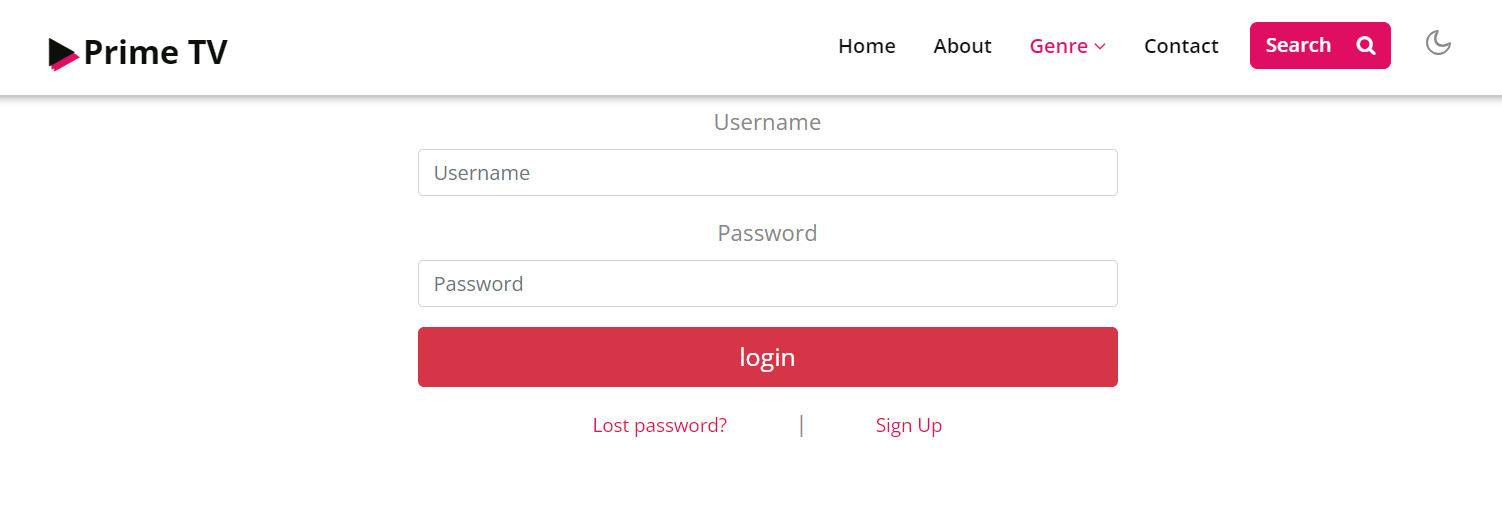 Prime TV
Home About Genre Contact Search
Username
Username
Password
Password
login
Lost password? | Sign Up